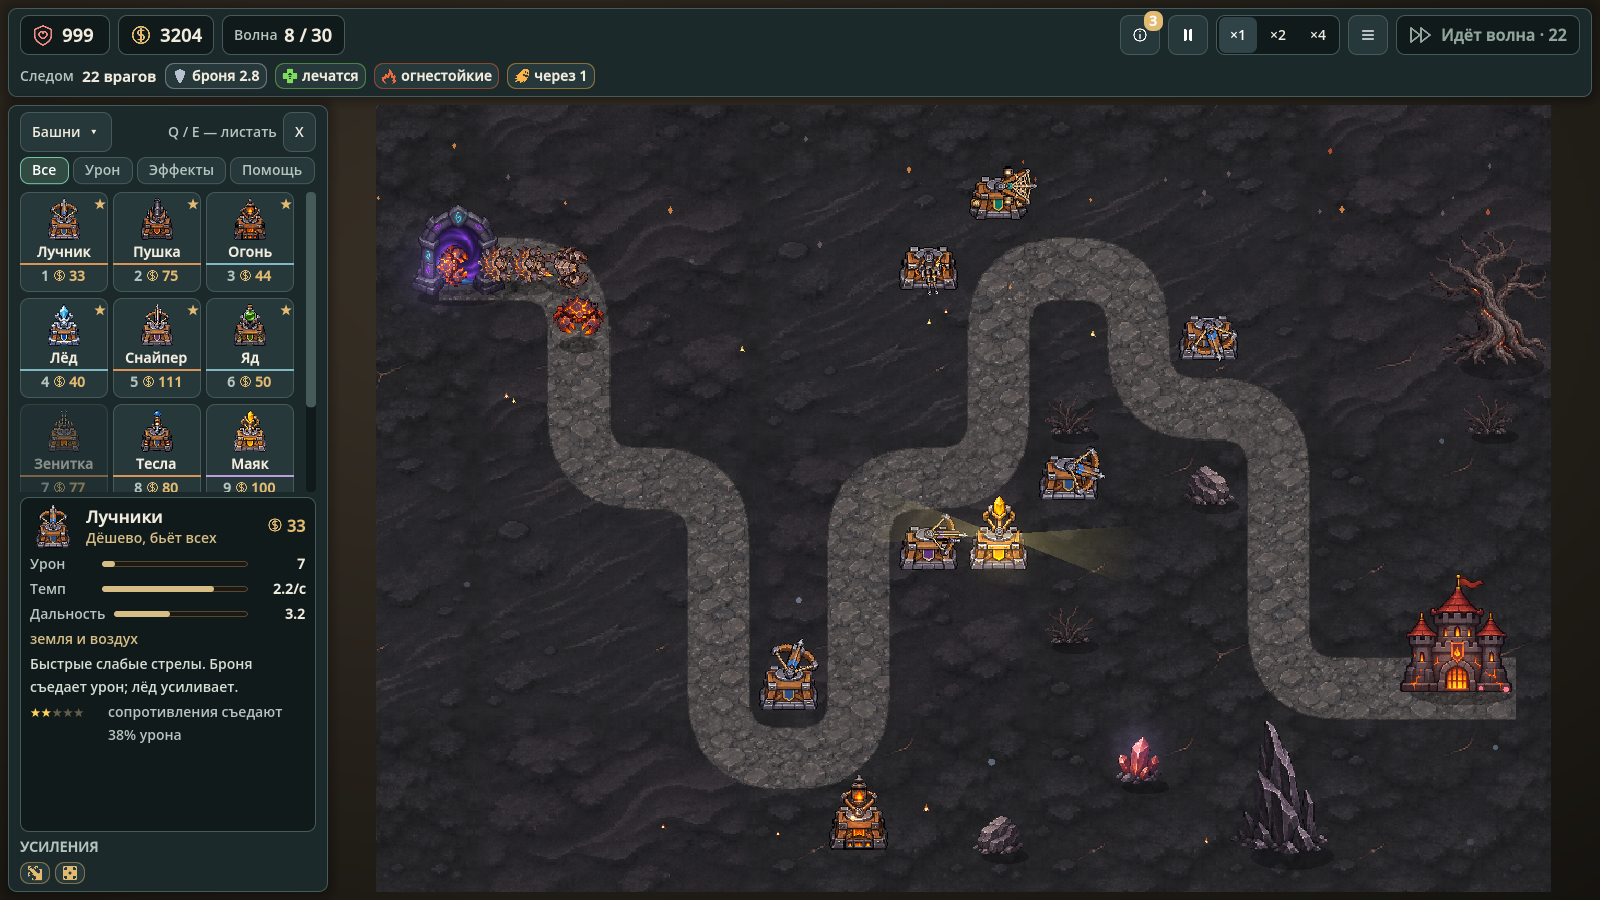 999
3204
Волна 8 / 30
3
×1
×2
×4
Идёт волна · 22
Следом 22 врагов
броня 2.8
лечатся
огнестойкие
через 1
Башни
Q / E — листать
X
Все
Урон
Эффекты
Помощь
Лучник
Пушка
Огонь
1 33
2 75
3 44
Лёд
Снайпер
Яд
4 40
5 111
6 50
Зенитка
Тесла
Маяк
7 77
8 80
9 100
Лучники
33
Дёшево, бьёт всех
Урон 7
Темп 2.2/с
Дальность 3.2
земля и воздух
Быстрые слабые стрелы. Броня
съедает урон; лёд усиливает.
сопротивления съедают
38% урона
УСИЛЕНИЯ